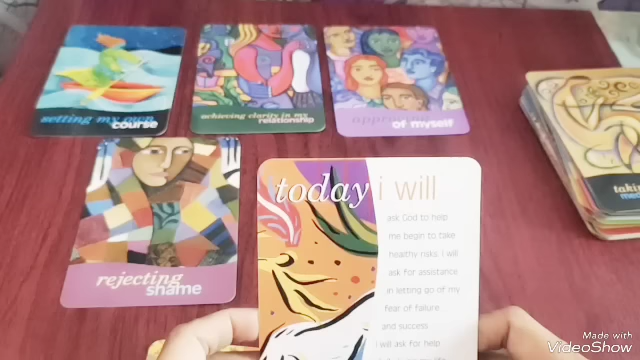 setting my own
course
achieving clarity in my
relationship
of myself
rejecting
shame
today i will
ask God to help
me begin to take
healthy risks. I will
ask for assistance
in letting go of my
fear of failure
and success.
I will ask for help
Made with
VideoShow